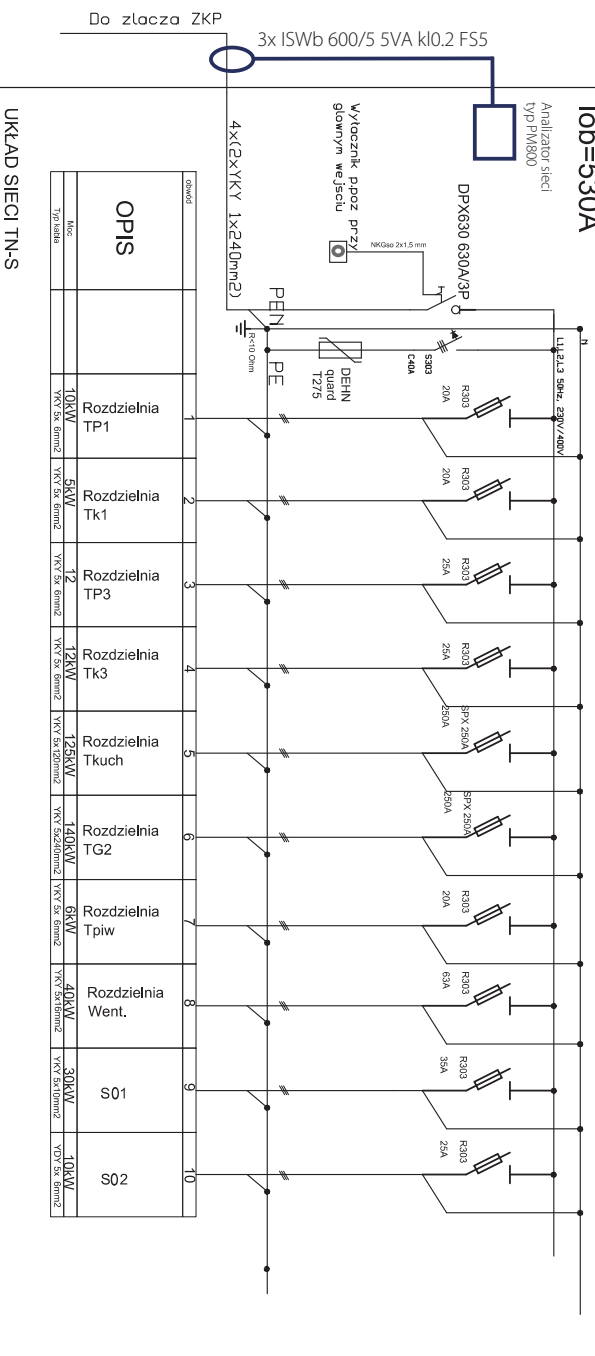 Do zlacza ZKP
3x ISWb 600/5 5VA kl0.2 FS5
Analizator sieci
typ PM800
Iob=530A
UKŁAD SIECI TN-S
4x(2xYKY 1x240mm2)
Wyłacznik p.poz przy
glownym wejsciu
NKGso 2x1,5 mm
DPX630 630A/3P
N
L1,L2,L3 50Hz, 230V/400V
PEN
PE
R<10 Ohm
DEHN
quard
T275
S303
C40A
R303
20A
R303
20A
R303
25A
R303
25A
SPX 250A
250A
SPX 250A
250A
R303
20A
R303
63A
R303
35A
R303
25A
obwód
OPIS
Moc
Typ kabla
1
Rozdzielnia
TP1
10kW
YKY 5x 6mm2
2
Rozdzielnia
Tk1
5kW
YKY 5x 6mm2
3
Rozdzielnia
TP3
12
YKY 5x 6mm2
4
Rozdzielnia
Tk3
12kW
YKY 5x 6mm2
5
Rozdzielnia
Tkuch
125kW
YKY 5x120mm2
6
Rozdzielnia
TG2
140kW
YKY 5x240mm2
7
Rozdzielnia
Tpiw
6kW
YKY 5x 6mm2
8
Rozdzielnia
Went.
40kW
YKY 5x16mm2
9
S01
30kW
YKY 5x10mm2
10
S02
10kW
YDY 5x 6mm2